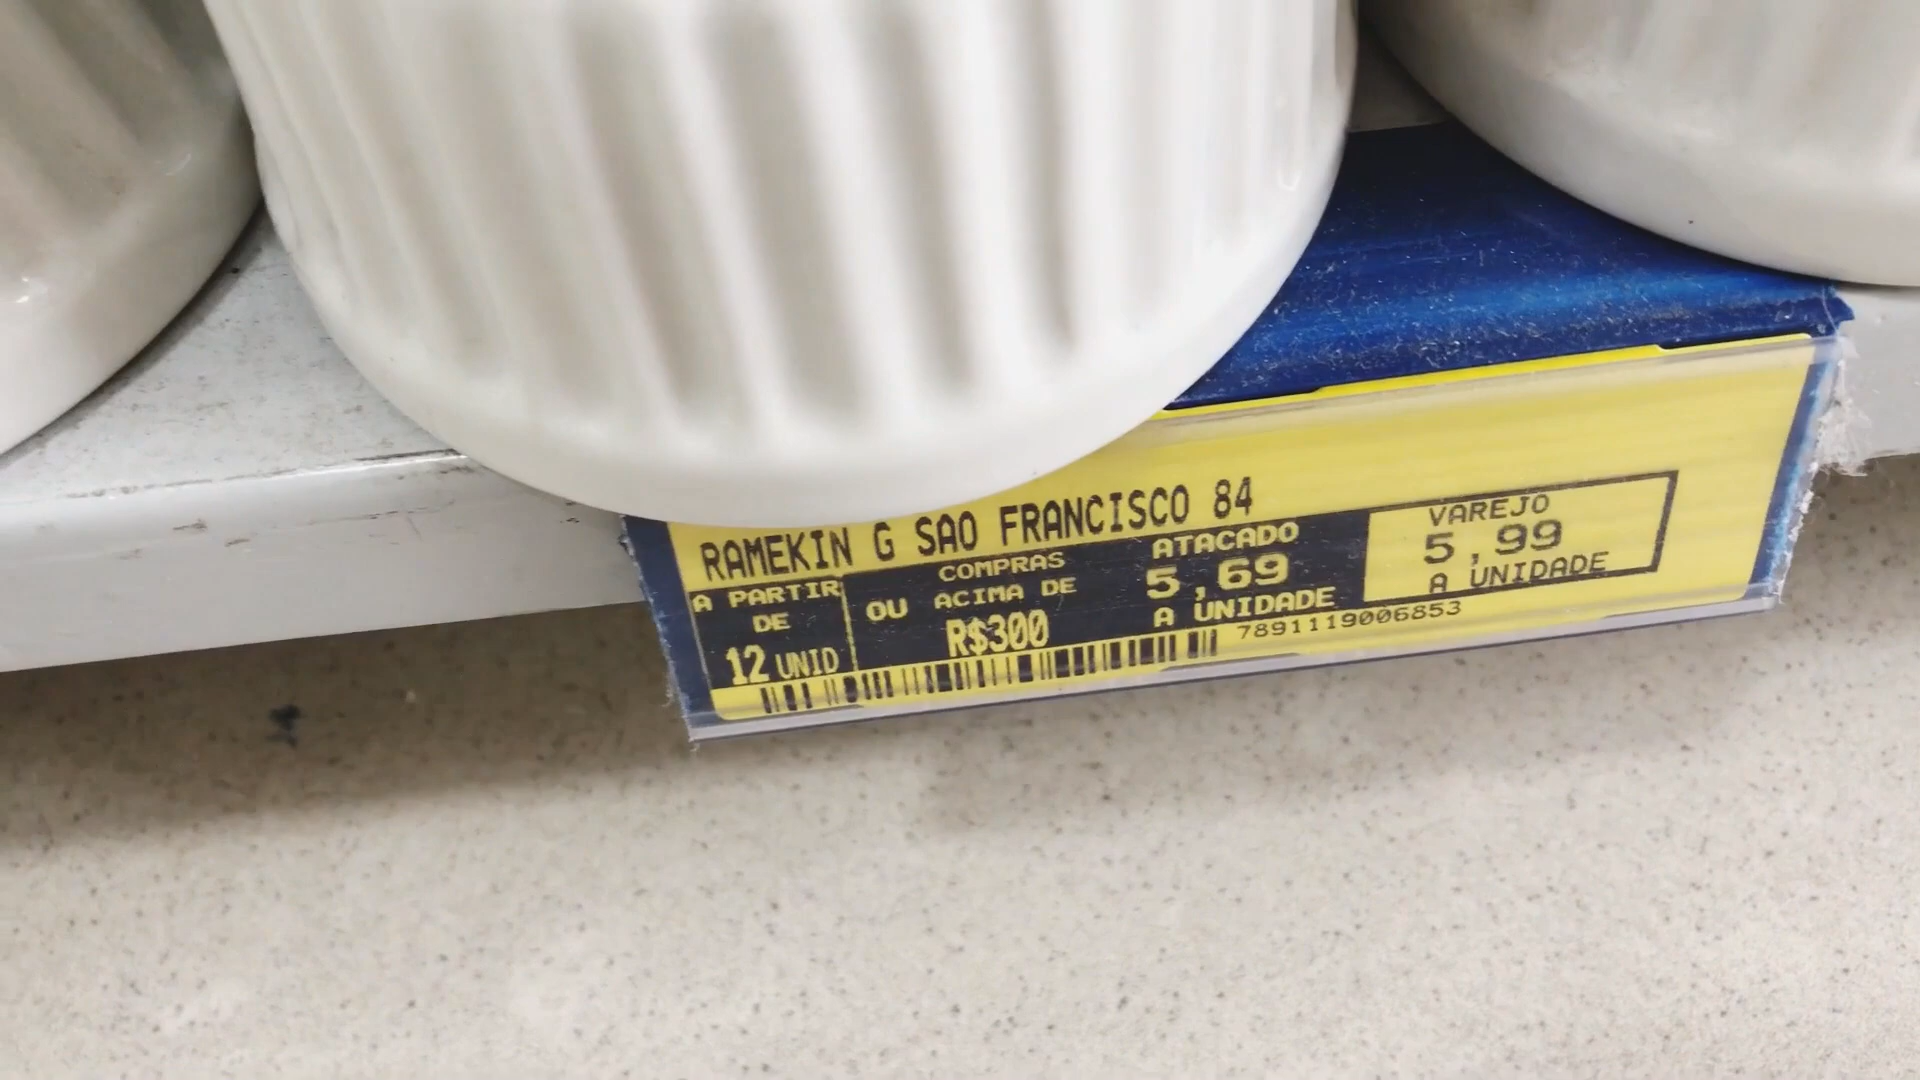 RAMEKIN G SAO FRANCISCO 84
A PARTIR
DE
12 UNID
OU
COMPRAS
ACIMA DE
R$300
ATACADO
5,69
A UNIDADE
VAREJO
5,99
A UNIDADE
7891119006853